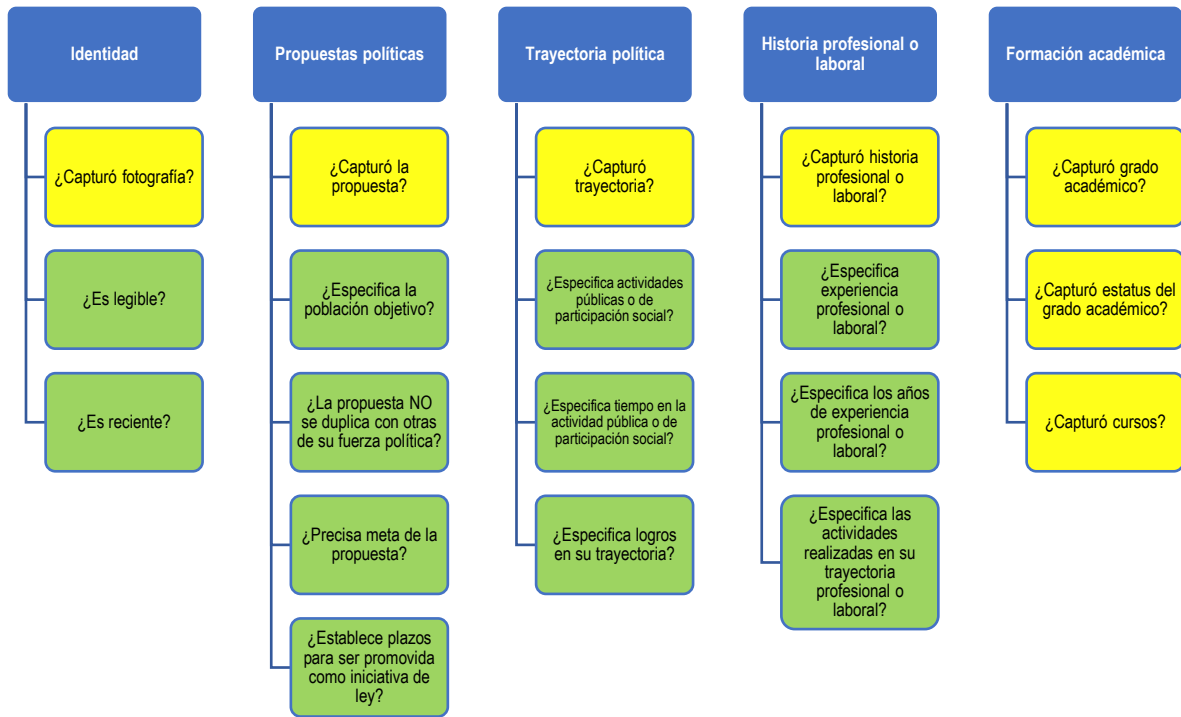 Identidad
¿Capturó fotografía?
¿Es legible?
¿Es reciente?
Propuestas políticas
¿Capturó la
propuesta?
¿Especifica la
población objetivo?
¿La propuesta NO
se duplica con otras
de su fuerza política?
¿Precisa meta de la
propuesta?
¿Establece plazos
para ser promovida
como iniciativa de
ley?
Trayectoria política
¿Capturó
trayectoria?
¿Especifica actividades
públicas o de
participación social?
¿Especifica tiempo en la
actividad pública o de
participación social?
¿Especifica logros
en su trayectoria?
Historia profesional o
laboral
¿Capturó historia
profesional o
laboral?
¿Especifica
experiencia
profesional o
laboral?
¿Especifica los años
de experiencia
profesional o
laboral?
¿Especifica las
actividades
realizadas en su
trayectoria
profesional o
laboral?
Formación académica
¿Capturó grado
académico?
¿Capturó estatus del
grado académico?
¿Capturó cursos?